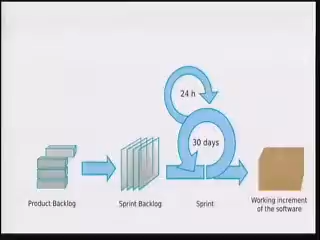 24 h
30 days
Product Backlog
Sprint Backlog
Sprint
Working increment
of the software